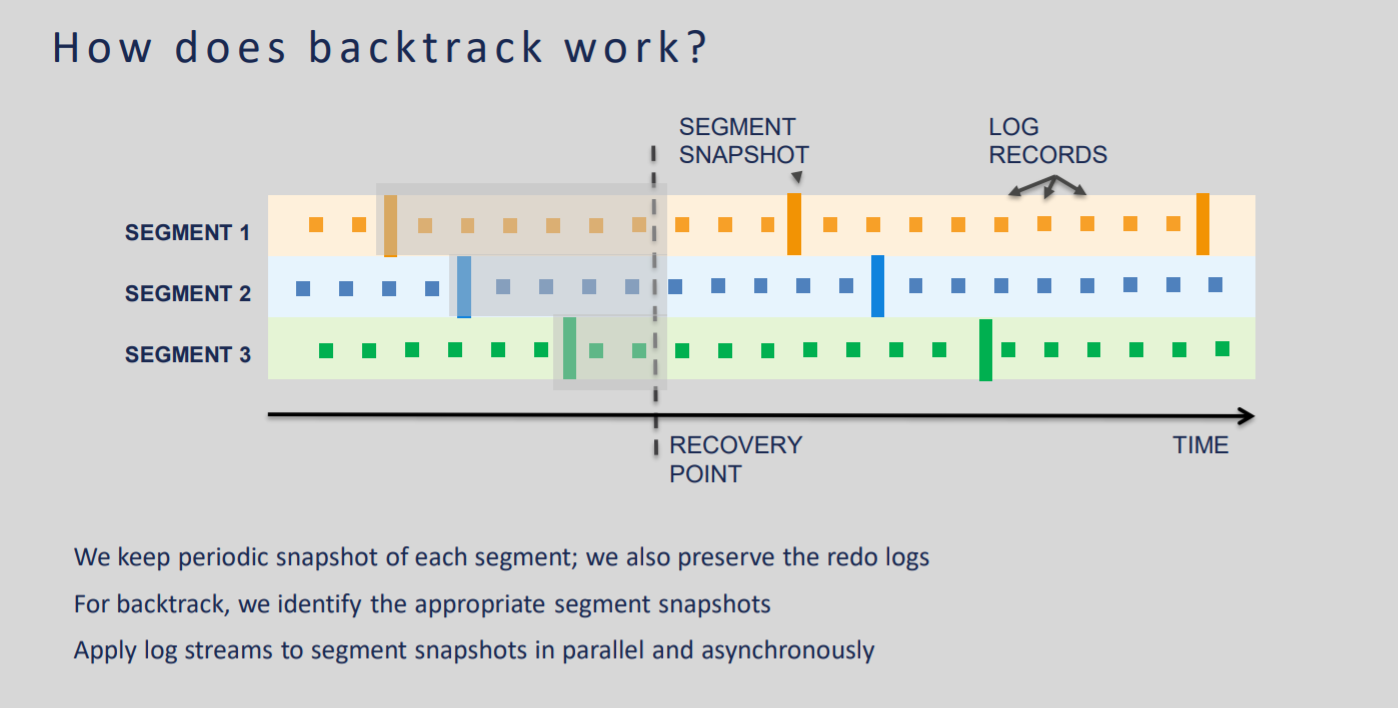 How does backtrack work?
SEGMENT
SNAPSHOT
LOG
RECORDS
SEGMENT 1
SEGMENT 2
SEGMENT 3
RECOVERY
POINT
TIME
We keep periodic snapshot of each segment; we also preserve the redo logs
For backtrack, we identify the appropriate segment snapshots
Apply log streams to segment snapshots in parallel and asynchronously